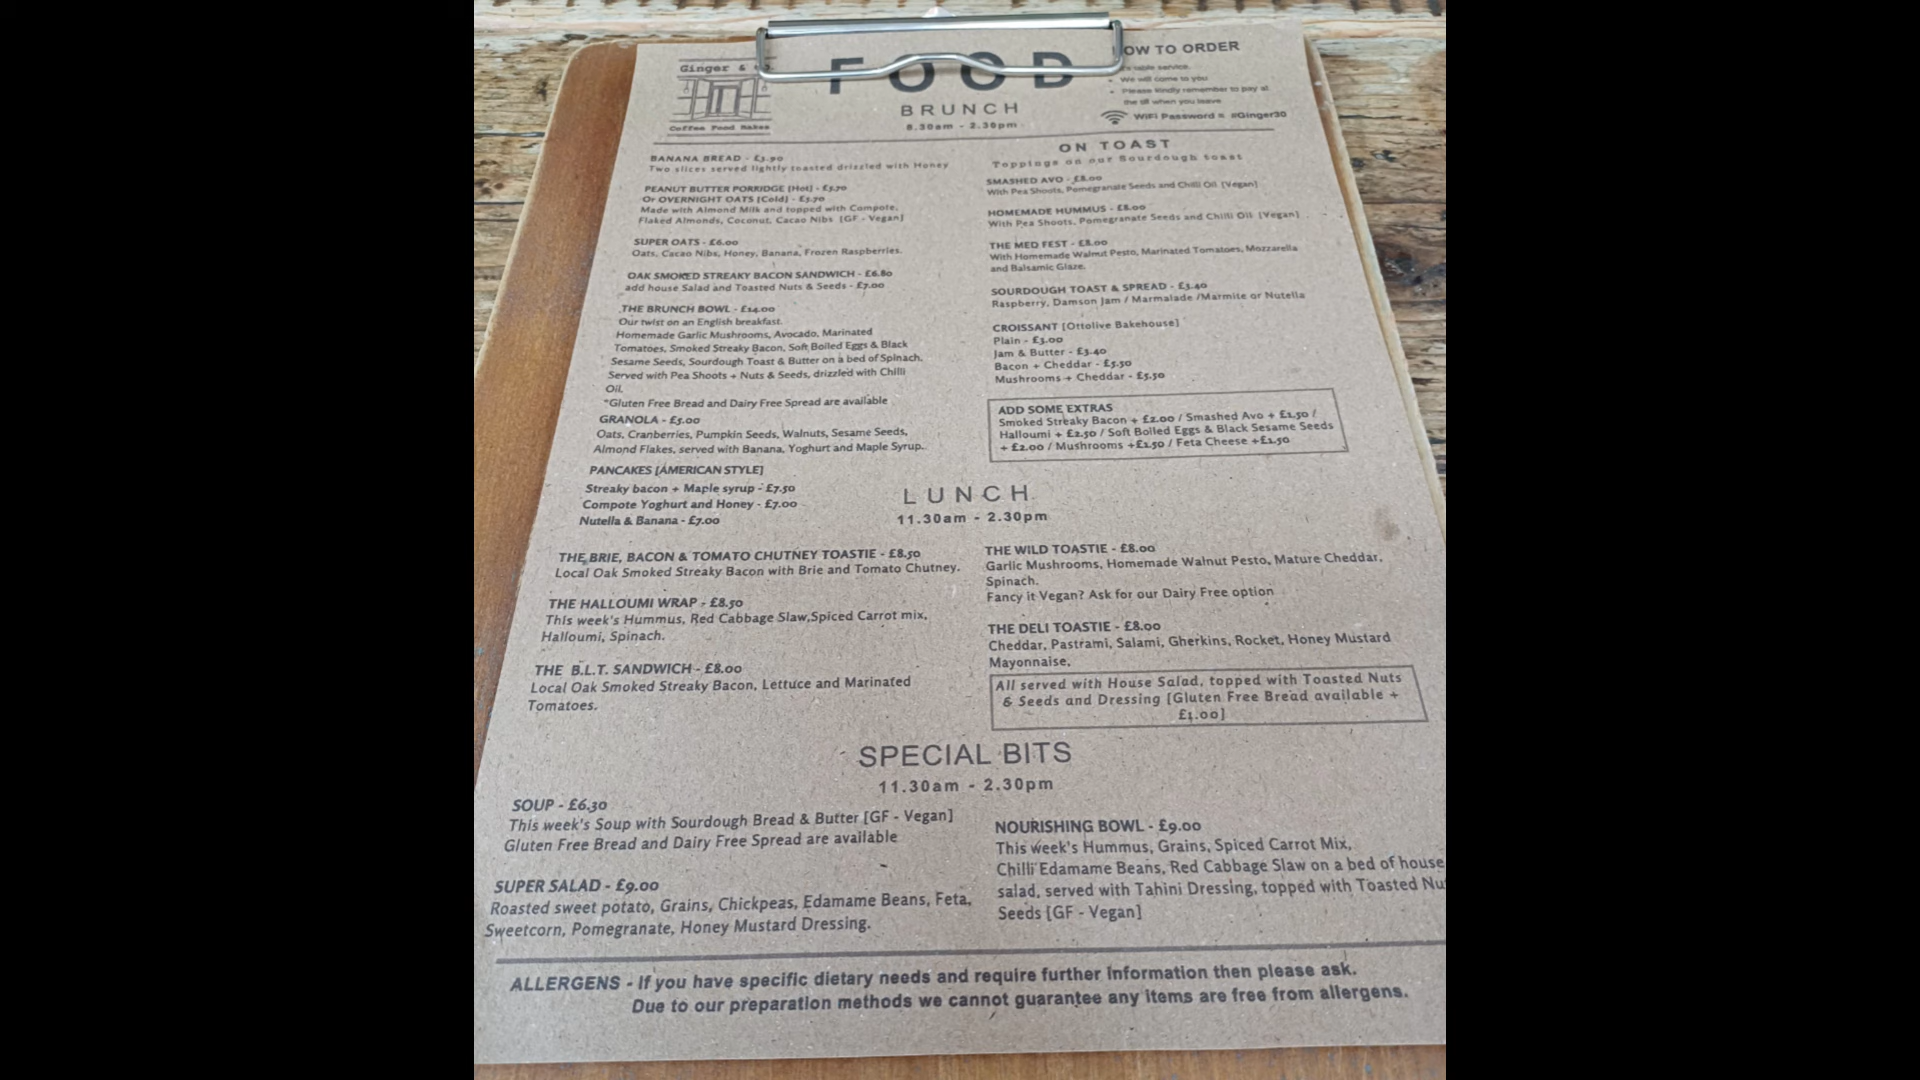 Ginger & Co
Coffee Food Bakes
FOOD
BRUNCH
8.30am - 2.30pm
OW TO ORDER
table service.
We will come to you
Please kindly remember to pay at
the till when you leave
WiFi Password = #Ginger30
BANANA BREAD - £3.90
Two slices served lightly toasted drizzled with Honey
PEANUT BUTTER PORRIDGE [Hot] - £5.70
Or OVERNIGHT OATS [Cold] - £5.70
Made with Almond Milk and topped with Compote,
Flaked Almonds, Coconut, Cacao Nibs [GF - Vegan]
SUPER OATS - £6.00
Oats, Cacao Nibs, Honey, Banana, Frozen Raspberries.
OAK SMOKED STREAKY BACON SANDWICH - £6.80
add house Salad and Toasted Nuts & Seeds - £7.00
THE BRUNCH BOWL - £14.00
Our twist on an English breakfast.
Homemade Garlic Mushrooms, Avocado, Marinated
Tomatoes, Smoked Streaky Bacon, Soft Boiled Eggs & Black
Sesame Seeds, Sourdough Toast & Butter on a bed of Spinach.
Served with Pea Shoots + Nuts & Seeds, drizzled with Chilli
Oil.
*Gluten Free Bread and Dairy Free Spread are available
GRANOLA - £5.00
Oats, Cranberries, Pumpkin Seeds, Walnuts, Sesame Seeds,
Almond Flakes, served with Banana, Yoghurt and Maple Syrup.
PANCAKES [AMERICAN STYLE]
Streaky bacon + Maple syrup - £7.50
Compote Yoghurt and Honey - £7.00
Nutella & Banana - £7.00
ON TOAST
Toppings on our Sourdough toast
SMASHED AVO - £8.00
With Pea Shoots, Pomegranate Seeds and Chilli Oil [Vegan]
HOMEMADE HUMMUS - £8.00
With Pea Shoots, Pomegranate Seeds and Chilli Oil [Vegan]
THE MED FEST - £8.00
With Homemade Walnut Pesto, Marinated Tomatoes, Mozzarella
and Balsamic Glaze.
SOURDOUGH TOAST & SPREAD - £3.40
Raspberry, Damson Jam / Marmalade /Marmite or Nutella
CROISSANT [Ottolive Bakehouse]
Plain - £3.00
Jam & Butter - £3.40
Bacon + Cheddar - £5.50
Mushrooms + Cheddar - £5.50
ADD SOME EXTRAS
Smoked Streaky Bacon + £2.00 / Smashed Avo + £1.50 /
Halloumi + £2.50 / Soft Boiled Eggs & Black Sesame Seeds
+ £2.00 / Mushrooms +£1.50 / Feta Cheese +£1.50
LUNCH
11.30am - 2.30pm
THE BRIE, BACON & TOMATO CHUTNEY TOASTIE - £8.50
Local Oak Smoked Streaky Bacon with Brie and Tomato Chutney.
THE HALLOUMI WRAP - £8.50
This week's Hummus, Red Cabbage Slaw,Spiced Carrot mix,
Halloumi, Spinach.
THE B.L.T. SANDWICH - £8.00
Local Oak Smoked Streaky Bacon, Lettuce and Marinated
Tomatoes.
THE WILD TOASTIE - £8.00
Garlic Mushrooms, Homemade Walnut Pesto, Mature Cheddar,
Spinach.
Fancy it Vegan? Ask for our Dairy Free option
THE DELI TOASTIE - £8.00
Cheddar, Pastrami, Salami, Gherkins, Rocket, Honey Mustard
Mayonnaise.
All served with House Salad, topped with Toasted Nuts
& Seeds and Dressing [Gluten Free Bread available +
£1.00]
SPECIAL BITS
11.30am - 2.30pm
SOUP - £6.30
This week's Soup with Sourdough Bread & Butter [GF - Vegan]
Gluten Free Bread and Dairy Free Spread are available
SUPER SALAD - £9.00
Roasted sweet potato, Grains, Chickpeas, Edamame Beans, Feta,
Sweetcorn, Pomegranate, Honey Mustard Dressing.
NOURISHING BOWL - £9.00
This week's Hummus, Grains, Spiced Carrot Mix,
Chilli Edamame Beans, Red Cabbage Slaw on a bed of house
salad, served with Tahini Dressing, topped with Toasted Nu
Seeds [GF - Vegan]
ALLERGENS - If you have specific dietary needs and require further information then please ask.
Due to our preparation methods we cannot guarantee any items are free from allergens.